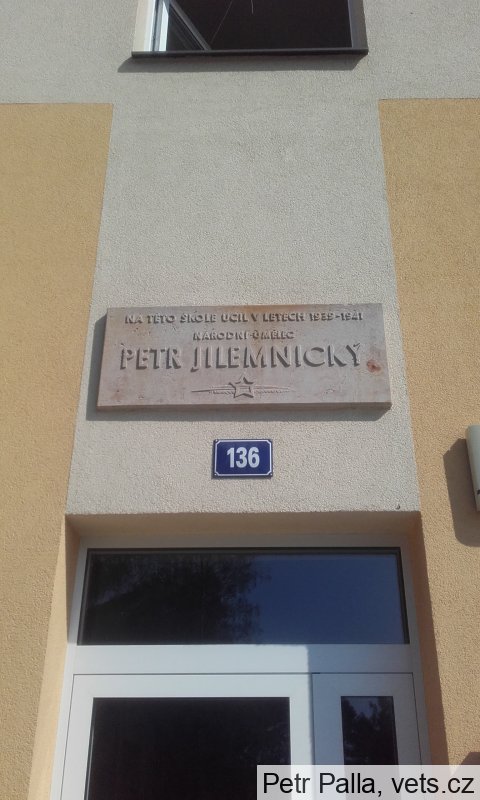 NA TÉTO ŠKOLE UČIL V LETECH 1939-1941
NÁRODNÍ UMĚLEC
PETR JILEMNICKÝ
136
Petr Palla, vets.cz